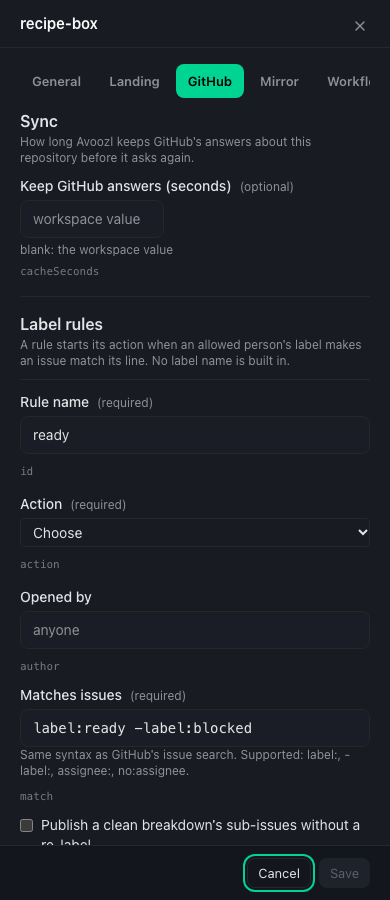 recipe-box
×
General Landing GitHub Mirror Workfl
Sync
How long Avoozl keeps GitHub's answers about this
repository before it asks again.
Keep GitHub answers (seconds) (optional)
workspace value
blank: the workspace value
cacheSeconds
Label rules
A rule starts its action when an allowed person's label makes
an issue match its line. No label name is built in.
Rule name (required)
ready
id
Action (required)
Choose
action
Opened by
anyone
author
Matches issues (required)
label:ready -label:blocked
Same syntax as GitHub's issue search. Supported: label:, -
label:, assignee:, no:assignee.
match
Publish a clean breakdown's sub-issues without a
re-label
Cancel Save